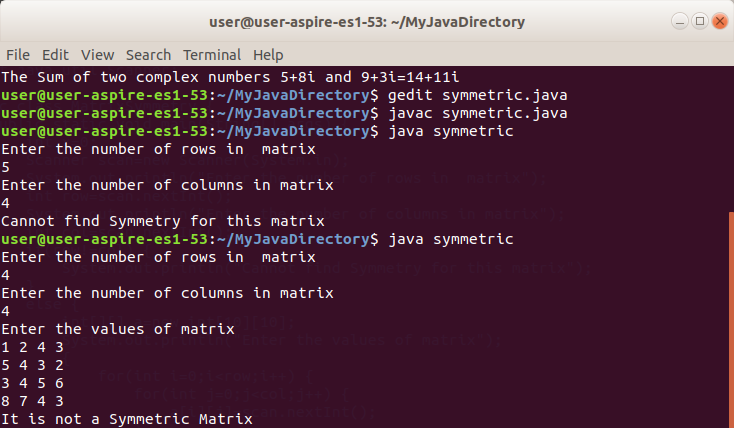 user@user-aspire-es1-53: ~/MyJavaDirectory
File Edit View Search Terminal Help
The Sum of two complex numbers 5+8i and 9+3i=14+11i
user@user-aspire-es1-53:~/MyJavaDirectory$ gedit symmetric.java
user@user-aspire-es1-53:~/MyJavaDirectory$ javac symmetric.java
user@user-aspire-es1-53:~/MyJavaDirectory$ java symmetric
Enter the number of rows in  matrix
5
Enter the number of columns in matrix
4
Cannot find Symetry for this matrix
user@user-aspire-es1-53:~/MyJavaDirectory$ java symmetric
Enter the number of rows in  matrix
4
Enter the number of columns in matrix
4
Enter the values of matrix
1 2 4 3
5 4 3 2
3 4 5 6
8 7 4 3
It is not a Symmetric Matrix